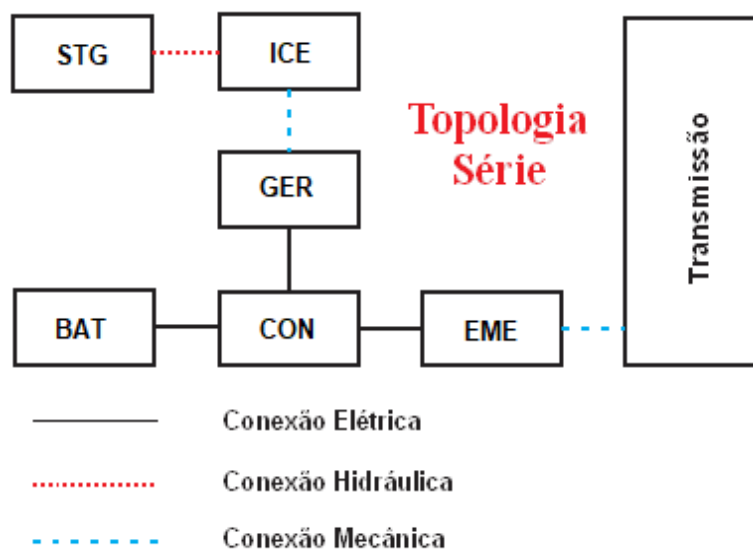 STG
ICE
Topologia
Série
GER
BAT
CON
EME
Transmissão
Conexão Elétrica
Conexão Hidráulica
Conexão Mecânica